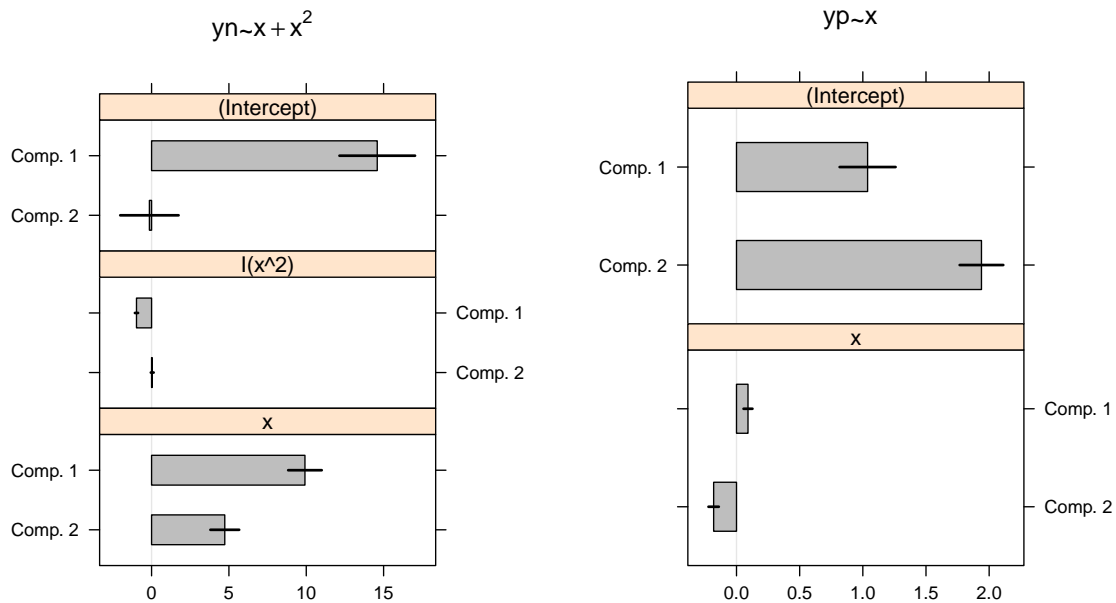 yn~x + x²
(Intercept)
Comp. 1
Comp. 2
I(x^2)
Comp. 1
Comp. 2
x
Comp. 1
Comp. 2
0 5 10 15
yp~x
(Intercept)
Comp. 1
Comp. 2
x
Comp. 1
Comp. 2
0.0 0.5 1.0 1.5 2.0